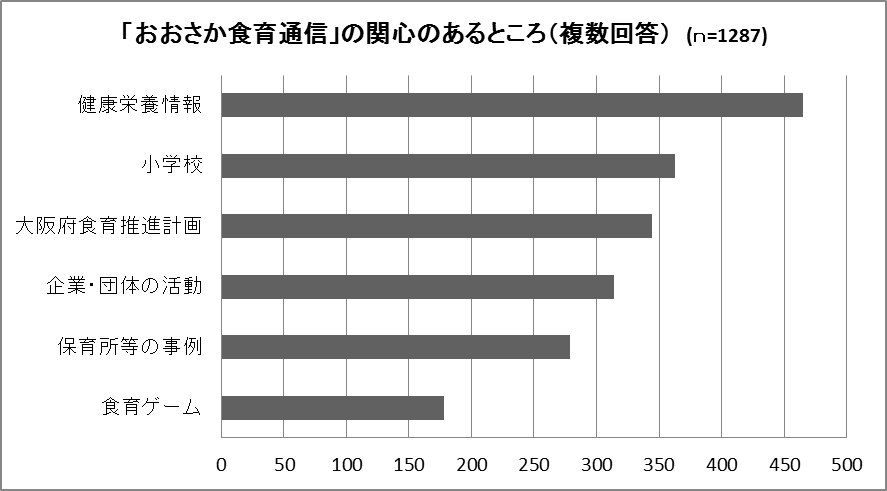 「おおさか食育通信」の関心のあるところ（複数回答） (ｎ=1287)
健康栄養情報
小学校
大阪府食育推進計画
企業・団体の活動
保育所等の事例
食育ゲーム
0 50 100 150 200 250 300 350 400 450 500